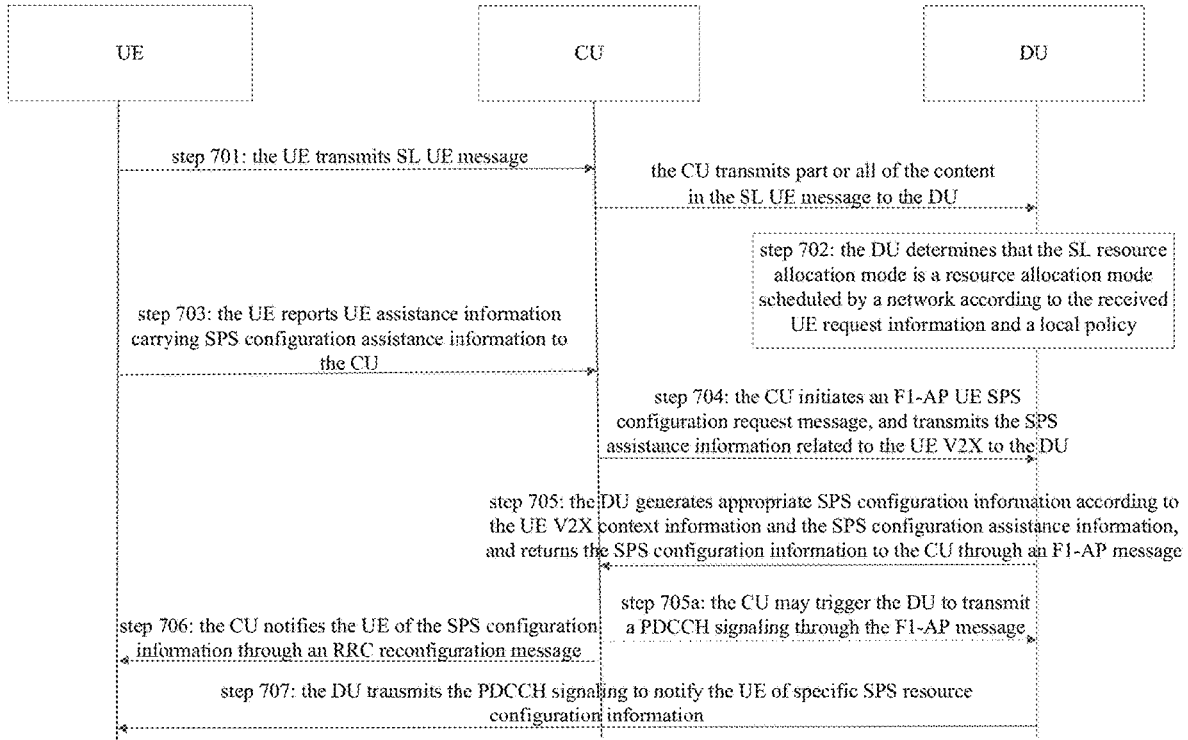 UE
CU
DU
step 701: the UE transmits SL UE message
the CU transmits part or all of the content
in the SL UE message to the DU
step 702: the DU determines that the SL resource
allocation mode is a resource allocation mode
scheduled by a network according to the received
UE request information and a local policy
step 703: the UE reports UE assistance information
carrying SPS configuration assistance information to
the CU
step 704: the CU initiates an F1-AP UE SPS
configuration request message, and transmits the SPS
assistance information related to the UE V2X to the DU
step 705: the DU generates appropriate SPS configuration information according to
the UE V2X context information and the SPS configuration assistance information,
and returns the SPS configuration information to the CU through an F1-AP message
step 705a: the CU may trigger the DU to transmit
a PDCCH signaling through the F1-AP message
step 706: the CU notifies the UE of the SPS configuration
information through an RRC reconfiguration message
step 707: the DU transmits the PDCCH signaling to notify the UE of specific SPS resource
configuration information